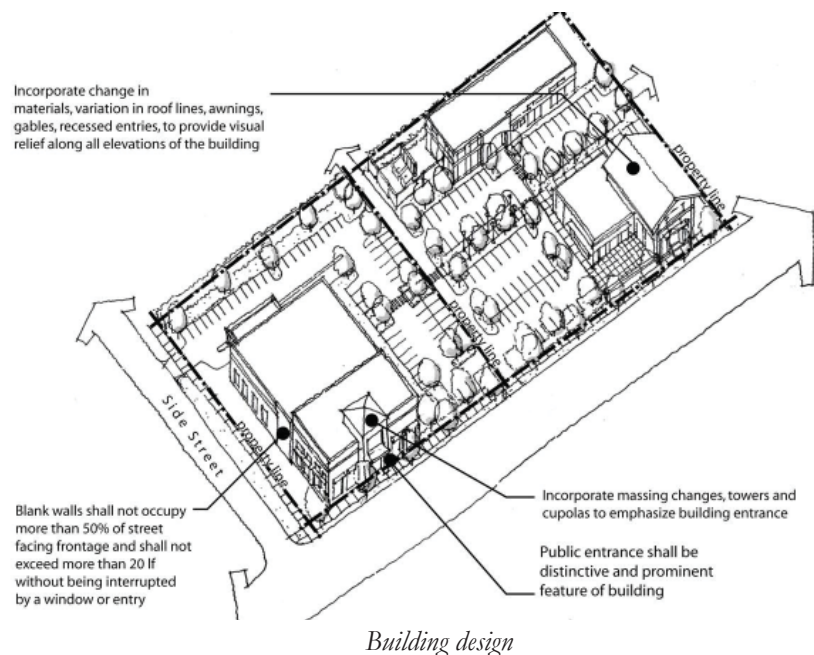 Incorporate change in
materials, variation in roof lines, awnings,
gables, recessed entries, to provide visual
relief along all elevations of the building
property line
property line
Side Street
property line
Blank walls shall not occupy
more than 50% of street
facing frontage and shall not
exceed more than 20 lf
without being interrupted
by a window or entry
Incorporate massing changes, towers and
cupolas to emphasize building entrance
Public entrance shall be
distinctive and prominent
feature of building
Building design